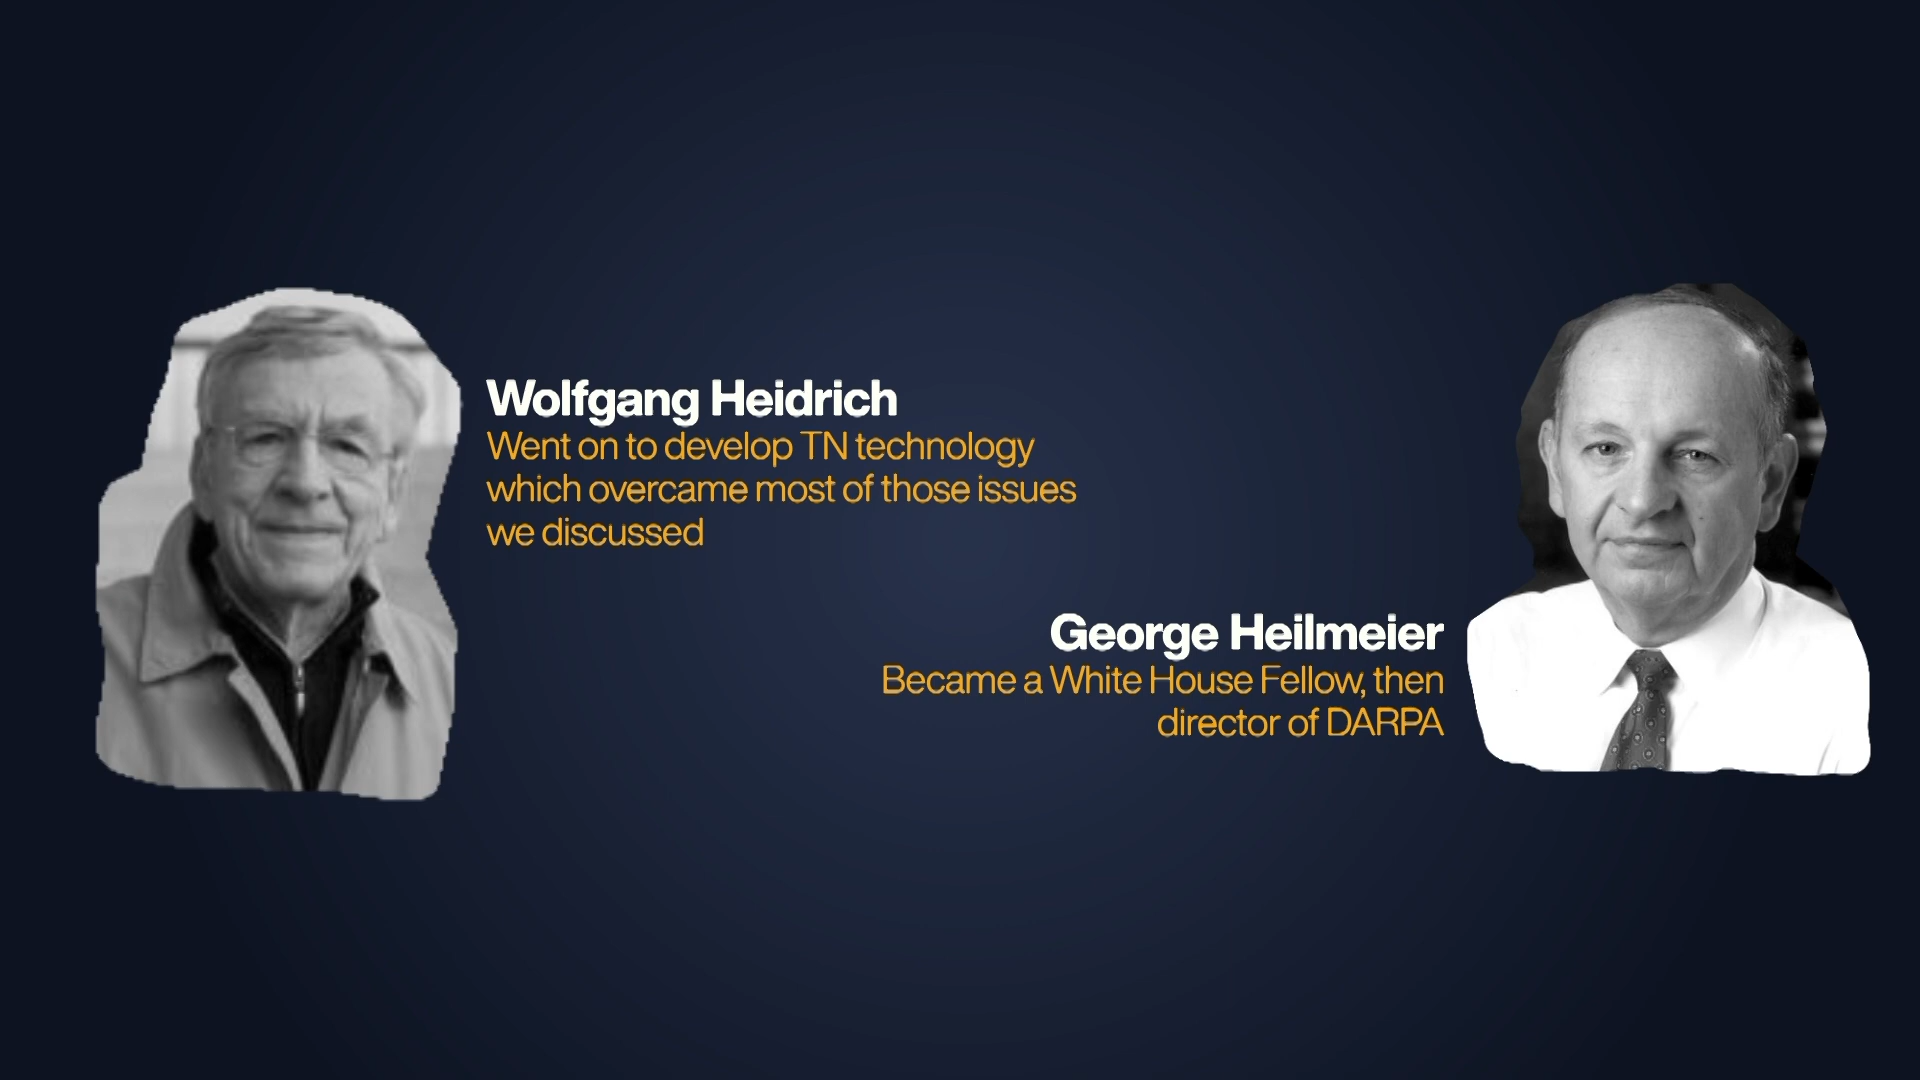 Wolfgang Heidrich
Went on to develop TN technology
which overcame most of those issues
we discussed
George Heilmeier
Became a White House Fellow, then
director of DARPA